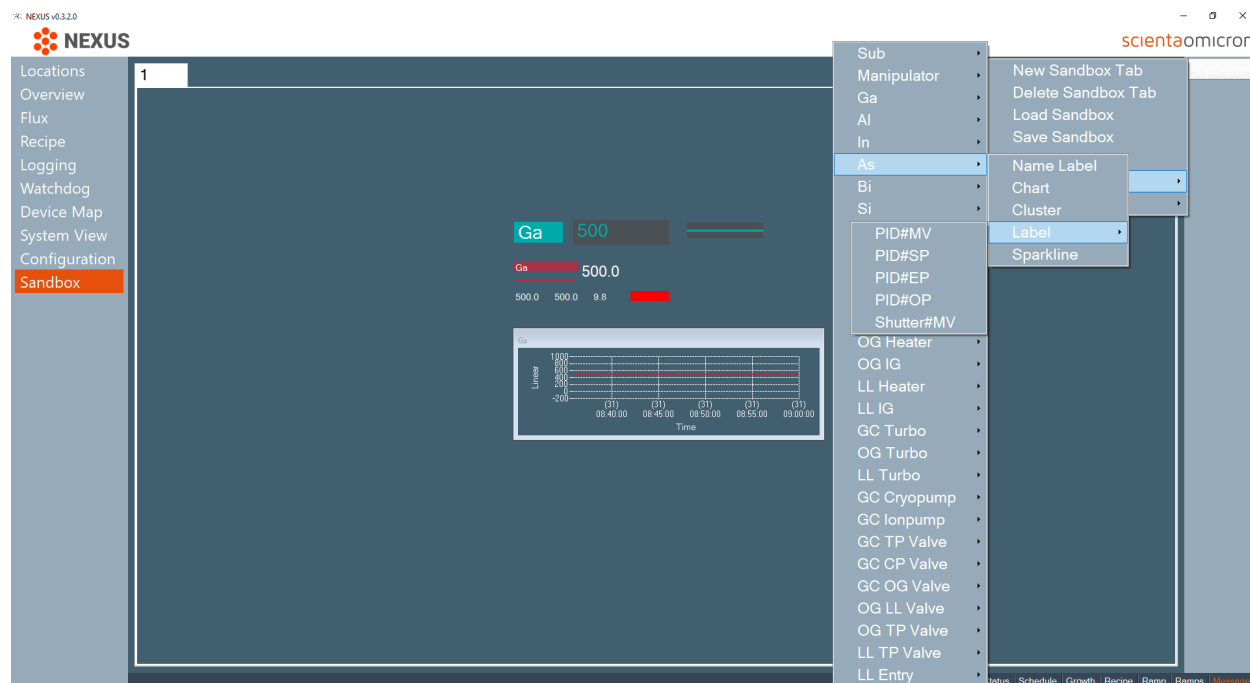 NEXUS v0.3.2.0
NEXUS
scientaomicron
Locations
Overview
Flux
Recipe
Logging
Watchdog
Device Map
System View
Configuration
Sandbox
1
Ga 500
Ga 500.0
500.0 500.0 9.8
Ga
Linear
1000
800
600
400
200
0
-200
(31) (31) (31) (31) (31)
08:40:00 08:45:00 08:50:00 08:55:00 09:00:00
Time
Sub
Manipulator
Ga
Al
In
As
Bi
Si
PID#MV
PID#SP
PID#EP
PID#OP
Shutter#MV
OG Heater
OG IG
LL Heater
LL IG
GC Turbo
OG Turbo
LL Turbo
GC Cryopump
GC Ionpump
GC TP Valve
GC CP Valve
GC OG Valve
OG LL Valve
OG TP Valve
LL TP Valve
LL Entry
New Sandbox Tab
Delete Sandbox Tab
Load Sandbox
Save Sandbox
Name Label
Chart
Cluster
Label
Sparkline
Schedule Growth Recipe Ramp Ramps